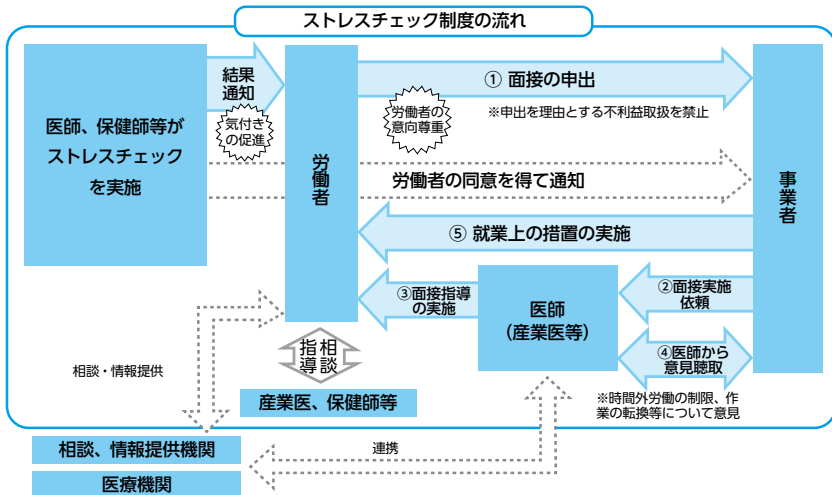 ストレスチェック制度の流れ
医師、保健師等が
ストレスチェック
を実施
結果
通知
気付き
の促進
労働者
① 面接の申出
労働者の
意向尊重
※申出を理由とする不利益取扱を禁止
労働者の同意を得て通知
事業者
⑤ 就業上の措置の実施
②面接実施
依頼
③面接指導
の実施
医師
(産業医等)
④医師から
意見聴取
※時間外労働の制限、作
業の転換等について意見
相談
指導
産業医、保健師等
相談・情報提供
相談、情報提供機関
医療機関
連携